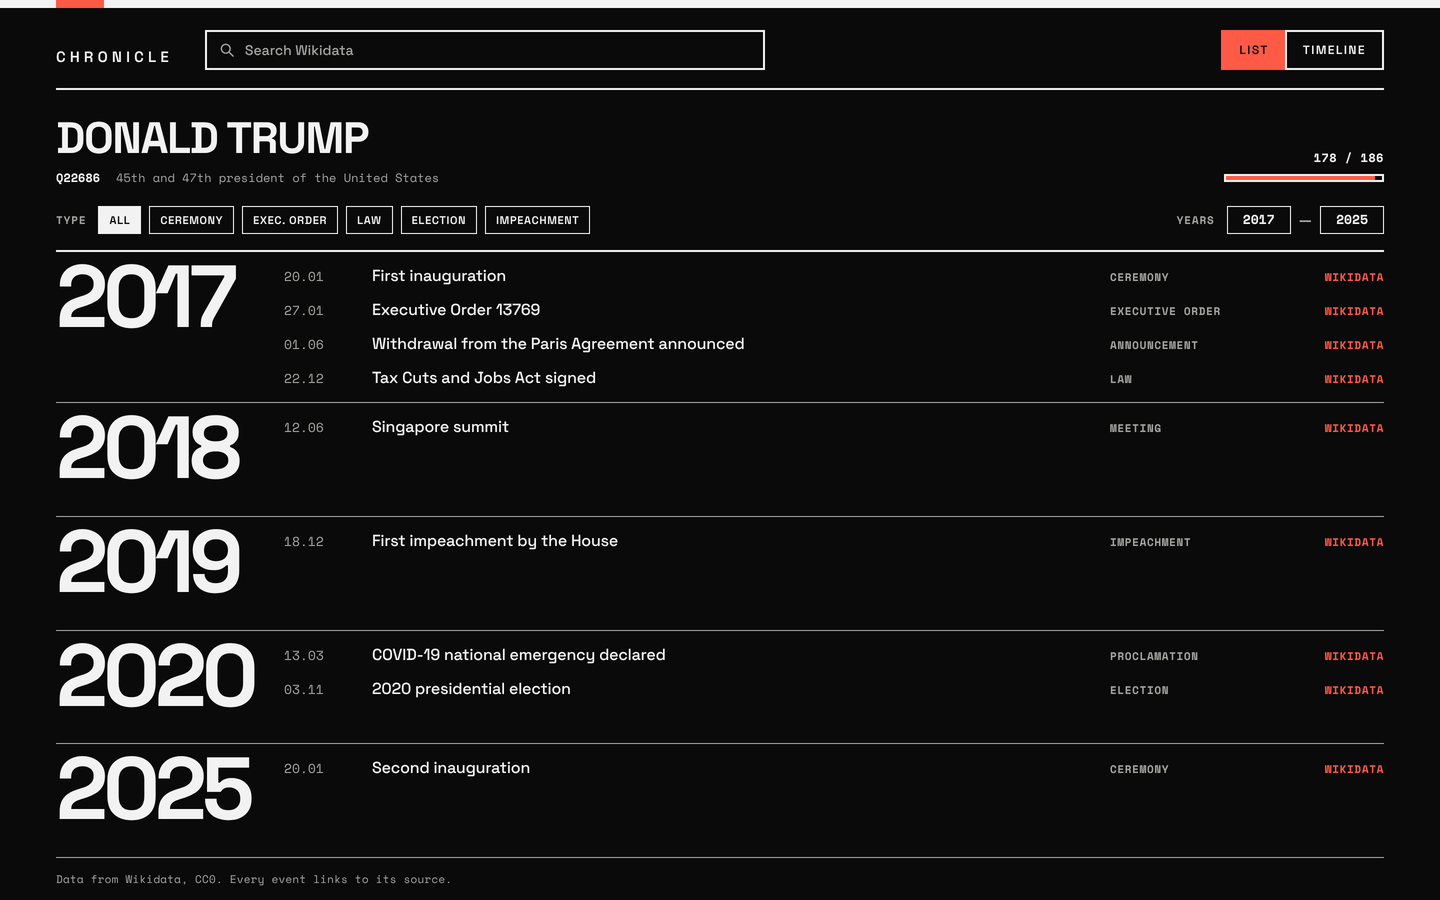 CHRONICLE
Search Wikidata
LIST TIMELINE
DONALD TRUMP
Q22686 45th and 47th president of the United States
178 / 186
TYPE ALL CEREMONY EXEC. ORDER LAW ELECTION IMPEACHMENT
YEARS 2017 — 2025
2017
20.01 First inauguration CEREMONY WIKIDATA
27.01 Executive Order 13769 EXECUTIVE ORDER WIKIDATA
01.06 Withdrawal from the Paris Agreement announced ANNOUNCEMENT WIKIDATA
22.12 Tax Cuts and Jobs Act signed LAW WIKIDATA
2018
12.06 Singapore summit MEETING WIKIDATA
2019
18.12 First impeachment by the House IMPEACHMENT WIKIDATA
2020
13.03 COVID-19 national emergency declared PROCLAMATION WIKIDATA
03.11 2020 presidential election ELECTION WIKIDATA
2025
20.01 Second inauguration CEREMONY WIKIDATA
Data from Wikidata, CC0. Every event links to its source.